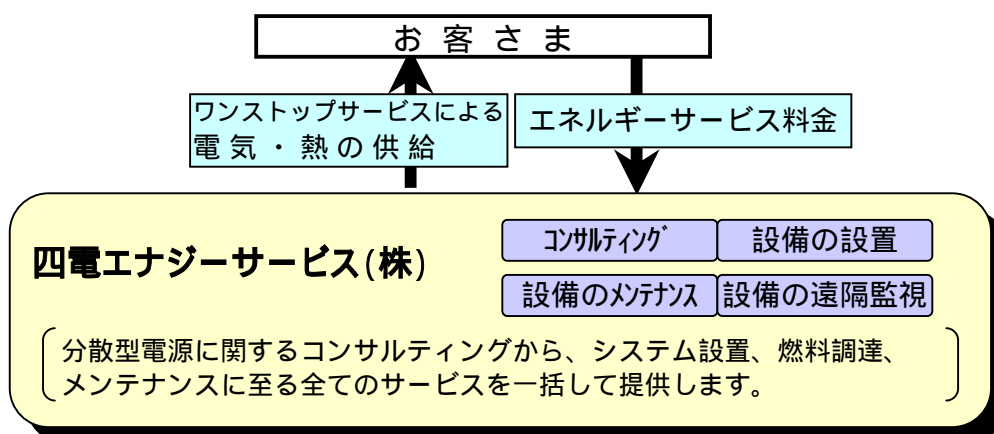 お客さま
ワンストップサービスによる
電気・熱の供給
エネルギーサービス料金
四電エナジーサービス(株)
ｺﾝｻﾙﾃｨﾝｸﾞ
設備の設置
設備のﾒﾝﾃﾅﾝｽ
設備の遠隔監視
分散型電源に関するコンサルティングから、システム設置、燃料調達、
メンテナンスに至る全てのサービスを一括して提供します。